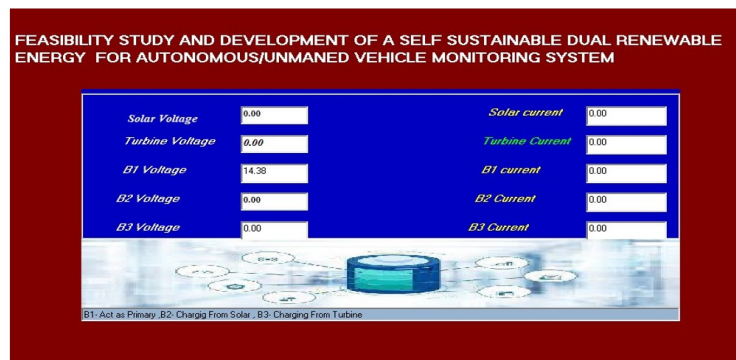 FEASIBILITY STUDY AND DEVELOPMENT OF A SELF SUSTAINABLE DUAL RENEWABLE
ENERGY FOR AUTONOMOUS/UNMANED VEHICLE MONITORING SYSTEM
Solar Voltage 0.00 Solar current 0.00
Turbine Voltage 0.00 Turbine Current 0.00
B1 Voltage 14.38 B1 current 0.00
B2 Voltage 0.00 B2 Current 0.00
B3 Voltage 0.00 B3 Current 0.00
B1- Act as Primary ,B2- Chargig From Solar , B3- Charging From Turbine